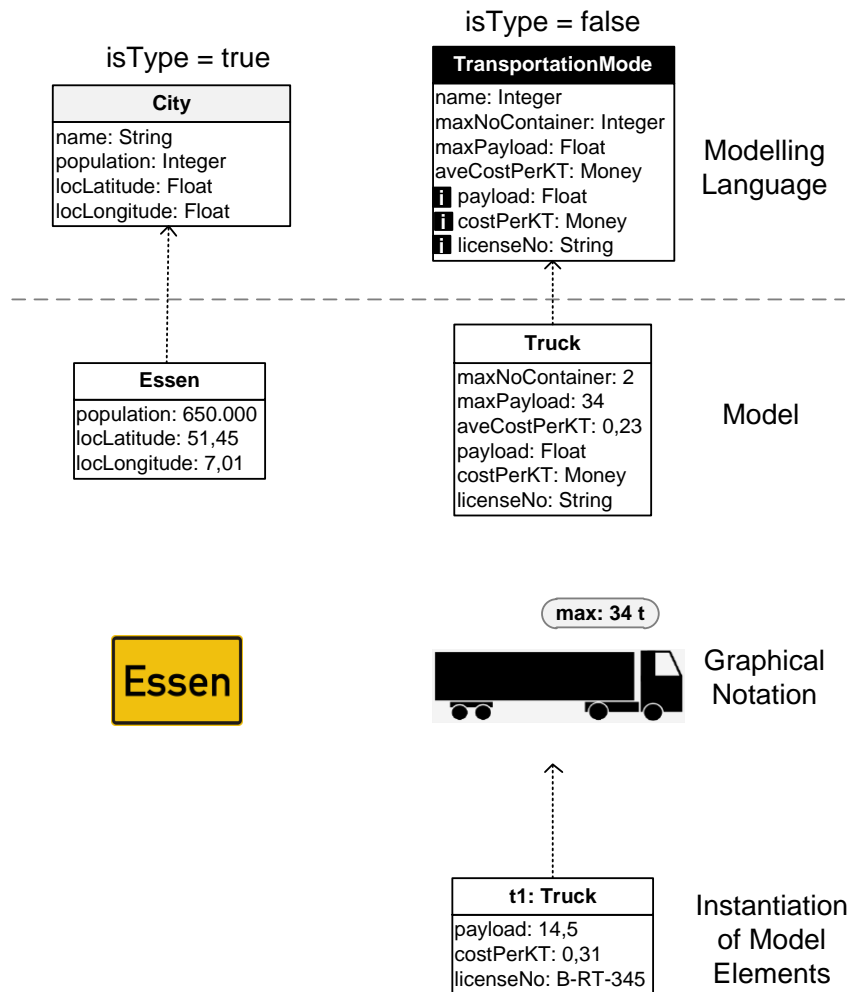 isType = true
City
name: String
population: Integer
locLatitude: Float
locLongitude: Float
isType = false
TransportationMode
name: Integer
maxNoContainer: Integer
maxPayload: Float
aveCostPerKT: Money
i payload: Float
i costPerKT: Money
i licenseNo: String
Modelling
Language
Essen
population: 650.000
locLatitude: 51,45
locLongitude: 7,01
Truck
maxNoContainer: 2
maxPayload: 34
aveCostPerKT: 0,23
payload: Float
costPerKT: Money
licenseNo: String
Model
Essen
max: 34 t
Graphical
Notation
t1: Truck
payload: 14,5
costPerKT: 0,31
licenseNo: B-RT-345
Instantiation
of Model
Elements